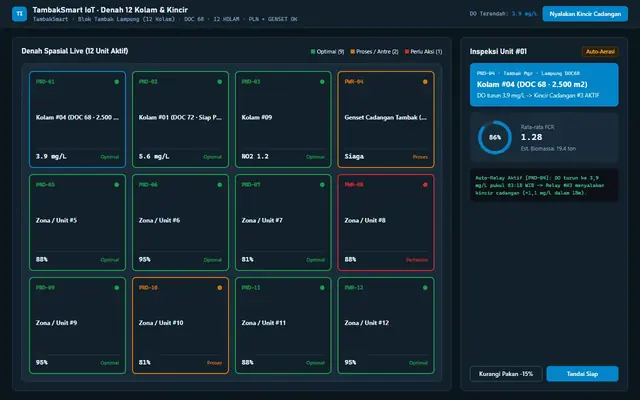 TI
TambakSmart IoT · Denah 12 Kolam & Kincir
TambakSmart · Blok Tambak Lampung (12 Kolam) · DOC 68 · 12 KOLAM · PLN + GENSET ON
DO Terendah: 3.9 mg/L
Nyalakan Kincir Cadangan
Denah Spasial Live (12 Unit Aktif)
Optimal (9)
Proses / Antre (2)
Perlu Aksi (1)
PND-01
Kolam #04 (DOC 68 · 2.500 ...
3.9 mg/L
Optimal
PND-02
Kolam #01 (DOC 72 · Siap P...
5.6 mg/L
Optimal
PND-03
Kolam #09
NO2 1.2
Optimal
PWR-04
Genset Cadangan Tambak (...
Siaga
Proses
PND-05
Zona / Unit #5
88%
Optimal
PND-06
Zona / Unit #6
95%
Optimal
PND-07
Zona / Unit #7
81%
Optimal
PWR-08
Zona / Unit #8
88%
PND-09
Zona / Unit #9
95%
Optimal
PND-10
Zona / Unit #10
81%
Proses
PND-11
Zona / Unit #11
88%
Optimal
PWR-12
Zona / Unit #12
95%
Optimal
Inspeksi Unit #01
Auto-Aerasi
PND-04 · Tambak Mgr · Lampung DOC68
Kolam #04 (DOC 68 · 2.500 m2)
DO turun 3,9 mg/L -> Kincir Cadangan #3 AKTIF
86%
Rata-rata FCR
1.28
Est. Biomassa: 19.4 ton
Auto-Relay Aktif [PND-04]: DO turun ke 3,9
mg/L pukul 03:18 WIB -> Relay #K3 menyalakan
kincir cadangan (+1,1 mg/L dalam 18m).
Kurangi Pakan -15%
Tandai Siap